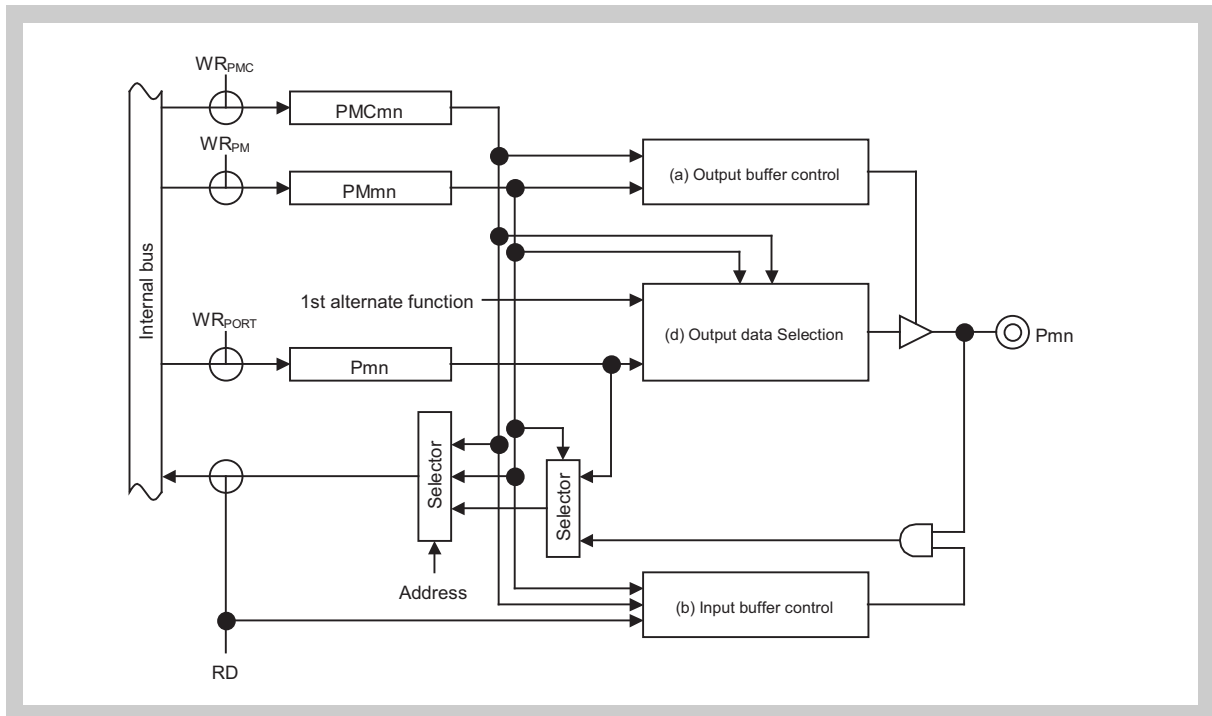 WRPMC
PMCmn
WRPM
PMmn
(a) Output buffer control
Internal bus
1st alternate function
(d) Output data Selection
WRPORT
Pmn
Pmn
Selector
Selector
Address
(b) Input buffer control
RD